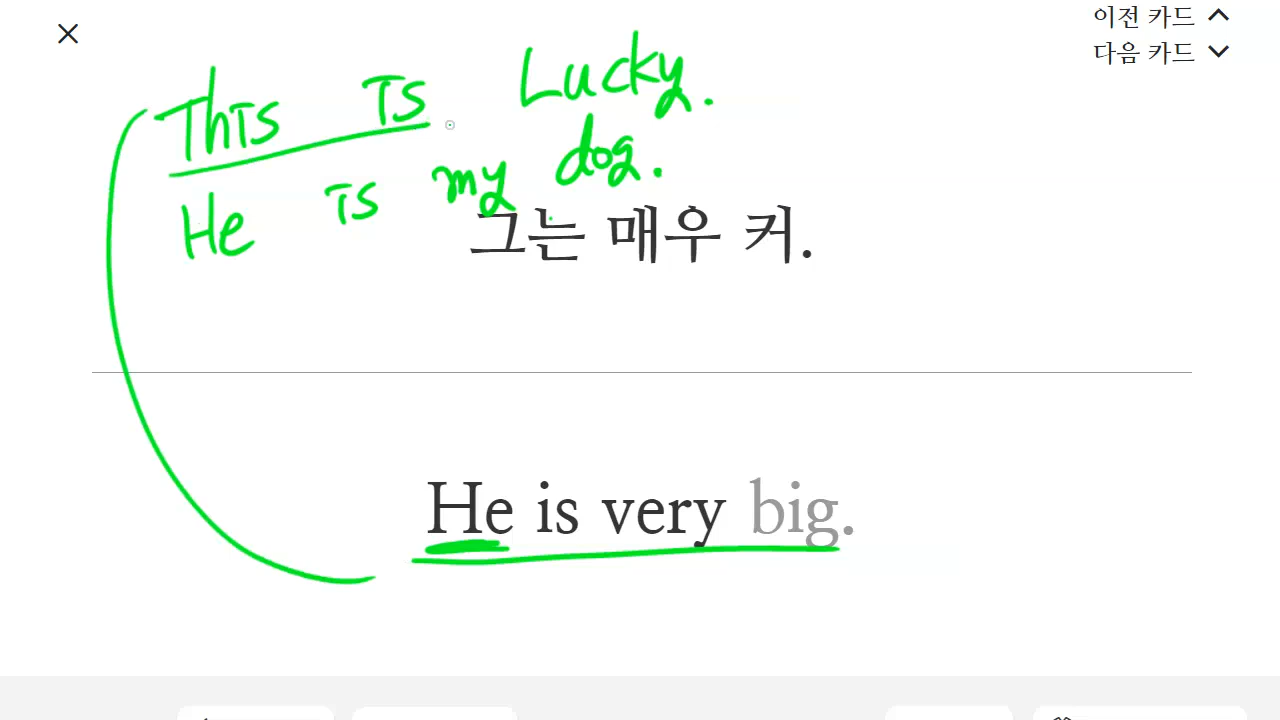 이전 카드
다음 카드
This is Lucky.
He is my dog.
그는 매우 커.
He is very big.